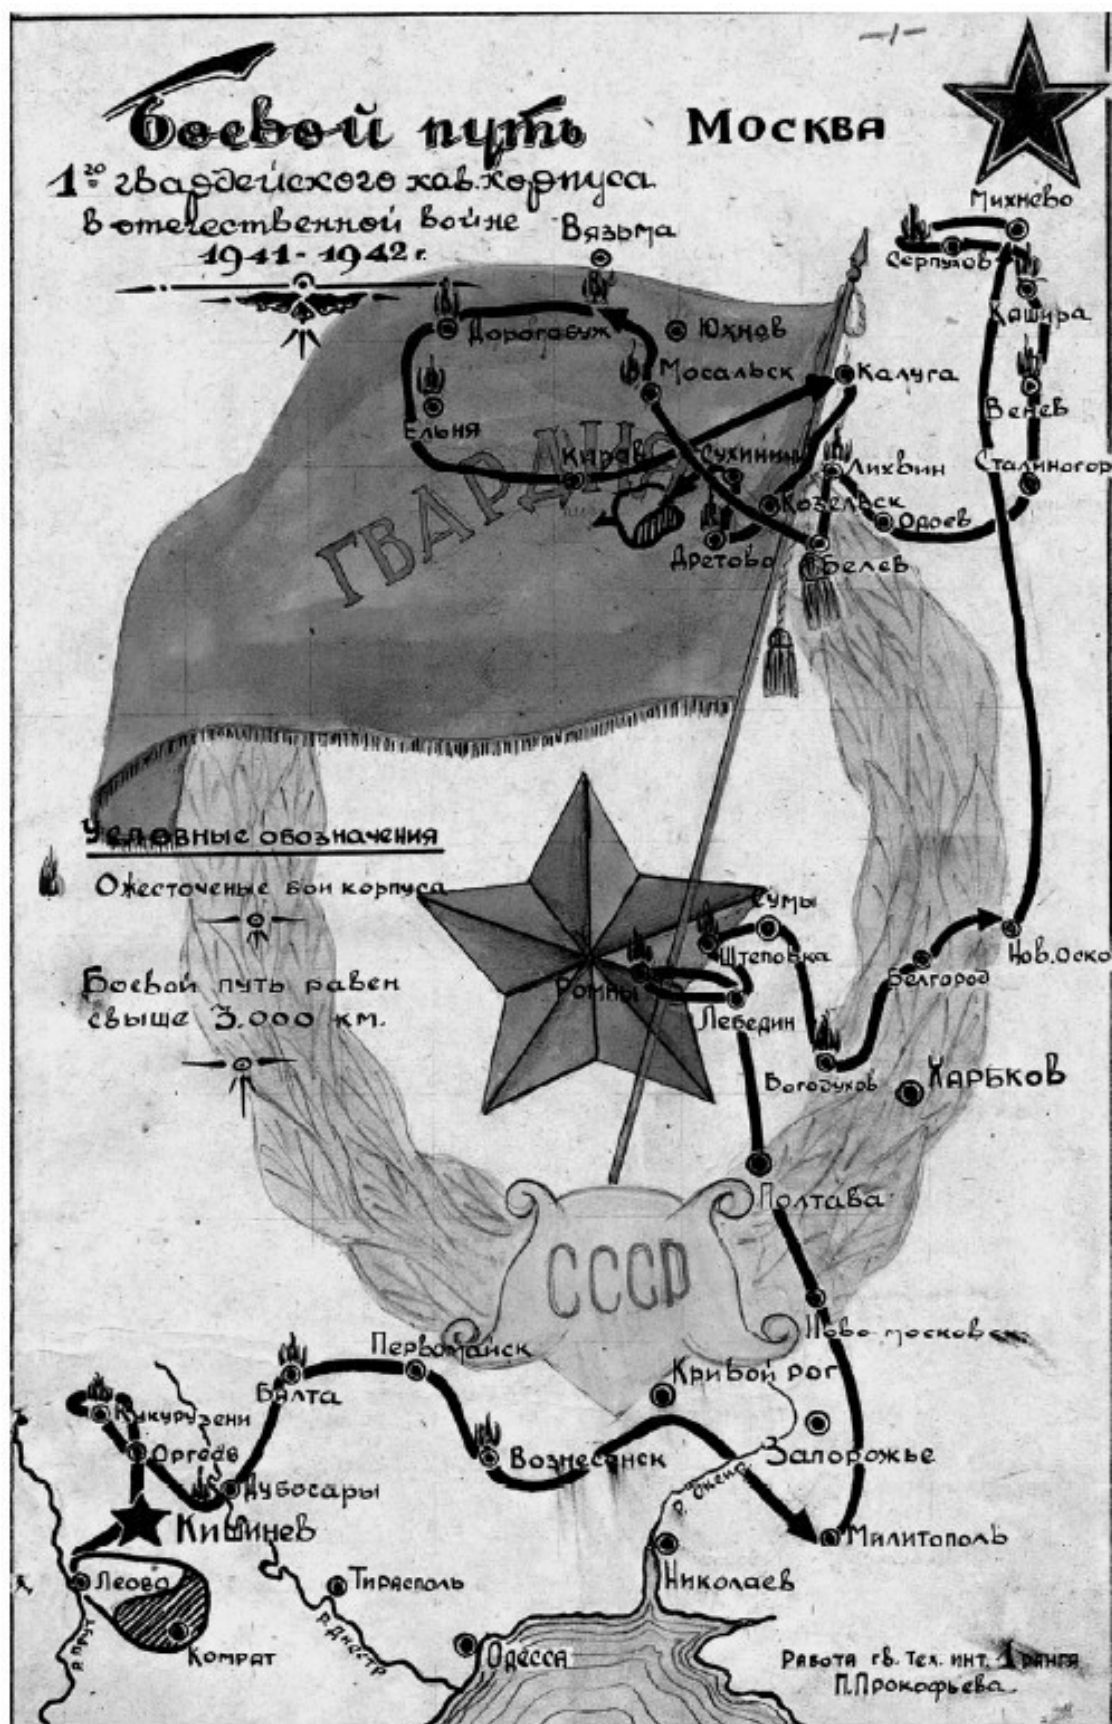 -1-
Боевой путь
Москва
1го гвардейского кав. корпуса
в отечественной войне
1941-1942 г.
Михнево
Вязьма
Серпухов
Кашира
Дорогабуж
Юхнов
Мосальск
Калуга
Венев
Ельня
Киров
Сухиничи
Лихвин
Сталиногор
Козельск
Одоев
ГВАРДИЯ
Дретово
Белев
Условные обозначения
Ожесточеные бои корпуса
Сумы
Штеповка
Нов. Оско
Белгород
Боевой путь равен
свыше 3.000 км.
Ромны
Лебедин
Богодухов
Харьков
Полтава
СССР
Ново-московск
Первомайск
Кривой рог
Балта
Кукурузени
Оргеев
Вознесенск
Запорожье
Дубосары
Кишинев
Милитополь
Леова
Тирасполь
Николаев
р. Прут
р. Днестр
Комрат
Одесса
Работа гв. Тех. инт. 1 ранга
П. Прокофьева